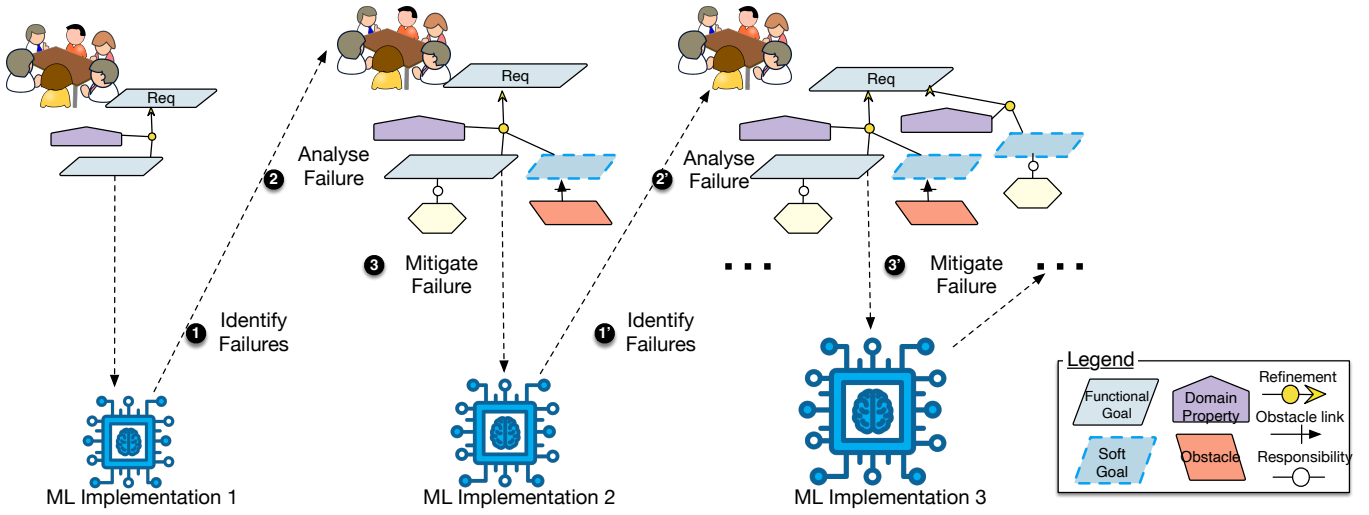 Req
Req
Req
2
Analyse
Failure
2'
Analyse
Failure
3
Mitigate
Failure
▪ ▪ ▪
3'
Mitigate
Failure
▪ ▪ ▪
1
Identify
Failures
1'
Identify
Failures
ML Implementation 1
ML Implementation 2
ML Implementation 3
Legend
Functional
Goal
Domain
Property
Refinement
Obstacle link
Soft
Goal
Obstacle
Responsibility